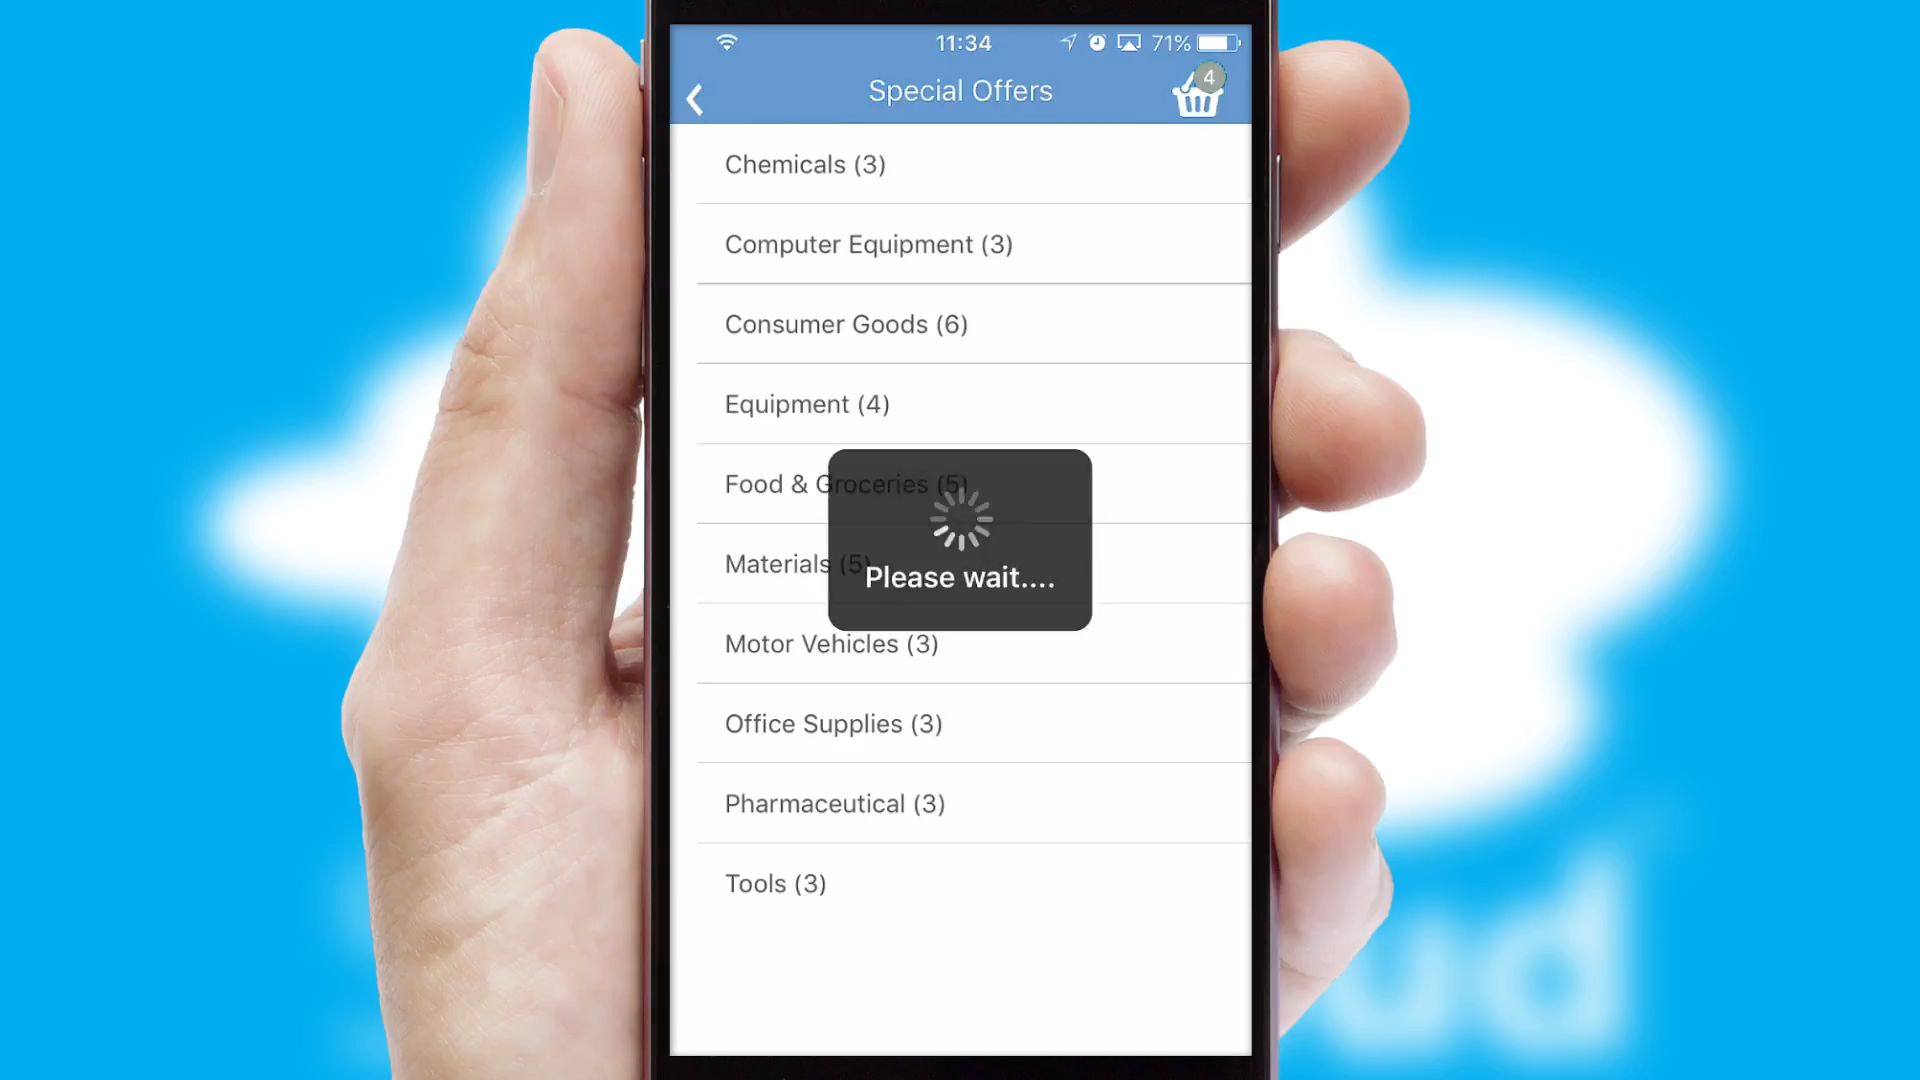 11:34
71%
Special Offers
4
Chemicals (3)
Computer Equipment (3)
Consumer Goods (6)
Equipment (4)
Food & Groceries (5)
Materials (5)
Please wait....
Motor Vehicles (3)
Office Supplies (3)
Pharmaceutical (3)
Tools (3)